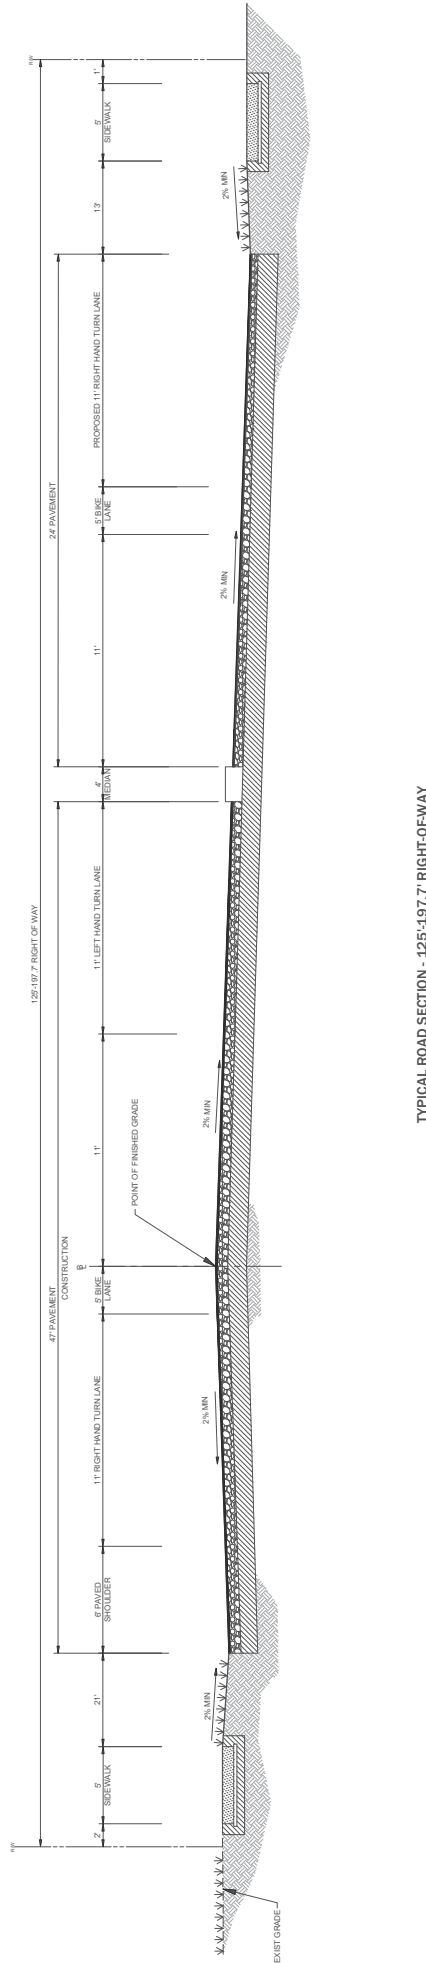 R/W
R/W
125'-197.7' RIGHT OF WAY
47' PAVEMENT
24' PAVEMENT
CONSTRUCTION
BL
2'
5'
SIDEWALK
21'
6' PAVED
SHOULDER
11' RIGHT HAND TURN LANE
BIKE
LANE
11'
11' LEFT HAND TURN LANE
4'
MEDIAN
11'
5' BIKE
LANE
PROPOSED 11' RIGHT HAND TURN LANE
13'
5'
SIDEWALK
1'
POINT OF FINISHED GRADE
2% MIN
2% MIN
2% MIN
2% MIN
2% MIN
EXIST GRADE
TYPICAL ROAD SECTION - 125'-197.7' RIGHT-OF-WAY